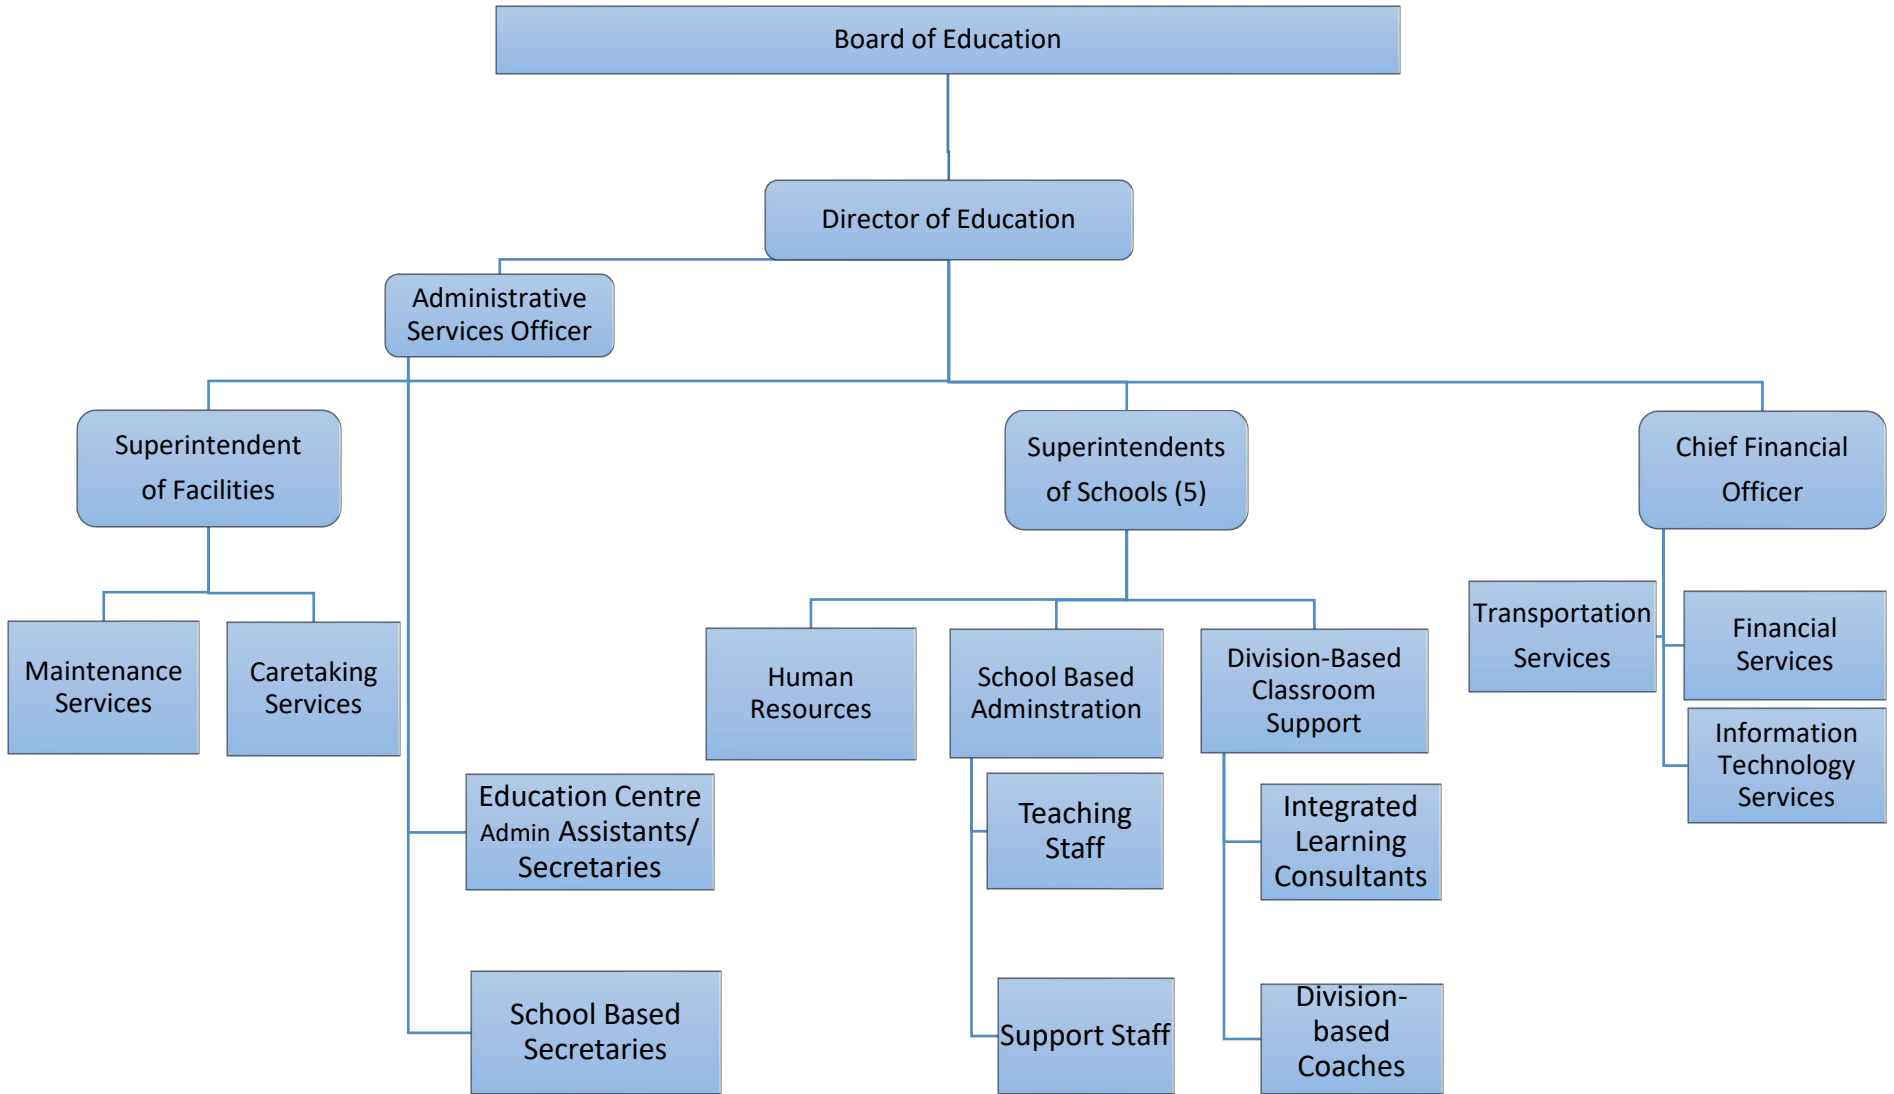 Board of Education
Director of Education
Administrative
Services Officer
Superintendent
of Facilities
Superintendents
of Schools (5)
Chief Financial
Officer
Maintenance
Services
Caretaking
Services
Human
Resources
School Based
Adminstration
Division-Based
Classroom
Support
Transportation
Services
Financial
Services
Information
Technology
Services
Education Centre
Admin Assistants/
Secretaries
Teaching
Staff
Integrated
Learning
Consultants
School Based
Secretaries
Support Staff
Division-
based
Coaches